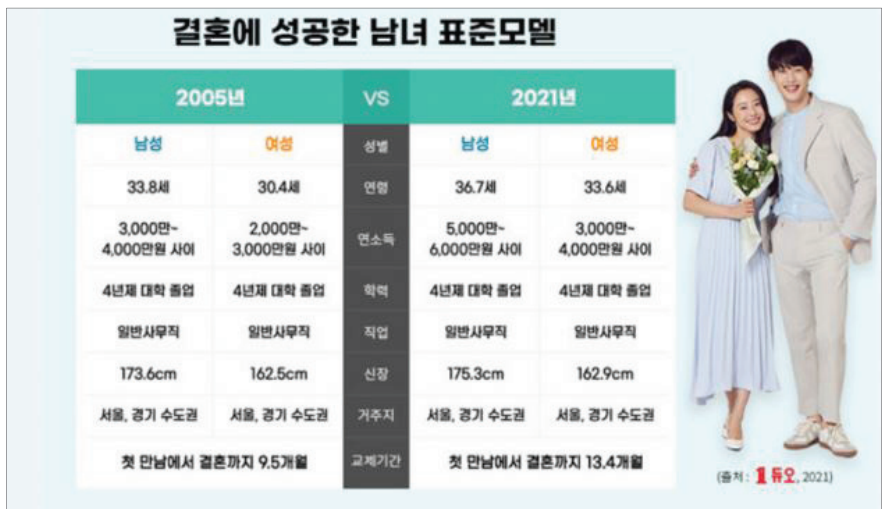 결혼에 성공한 남녀 표준모델
2005년 VS 2021년
남성 여성 성별 남성 여성
33.8세 30.4세 연령 36.7세 33.6세
3,000만~ 2,000만~ 연소득 5,000만~ 3,000만~
4,000만원 사이 3,000만원 사이 6,000만원 사이 4,000만원 사이
4년제 대학 졸업 4년제 대학 졸업 학력 4년제 대학 졸업 4년제 대학 졸업
일반사무직 일반사무직 직업 일반사무직 일반사무직
173.6cm 162.5cm 신장 175.3cm 162.9cm
서울, 경기 수도권 서울, 경기 수도권 거주지 서울, 경기 수도권 서울, 경기 수도권
첫 만남에서 결혼까지 9.5개월 교제기간 첫 만남에서 결혼까지 13.4개월
(출처: 듀오, 2021)